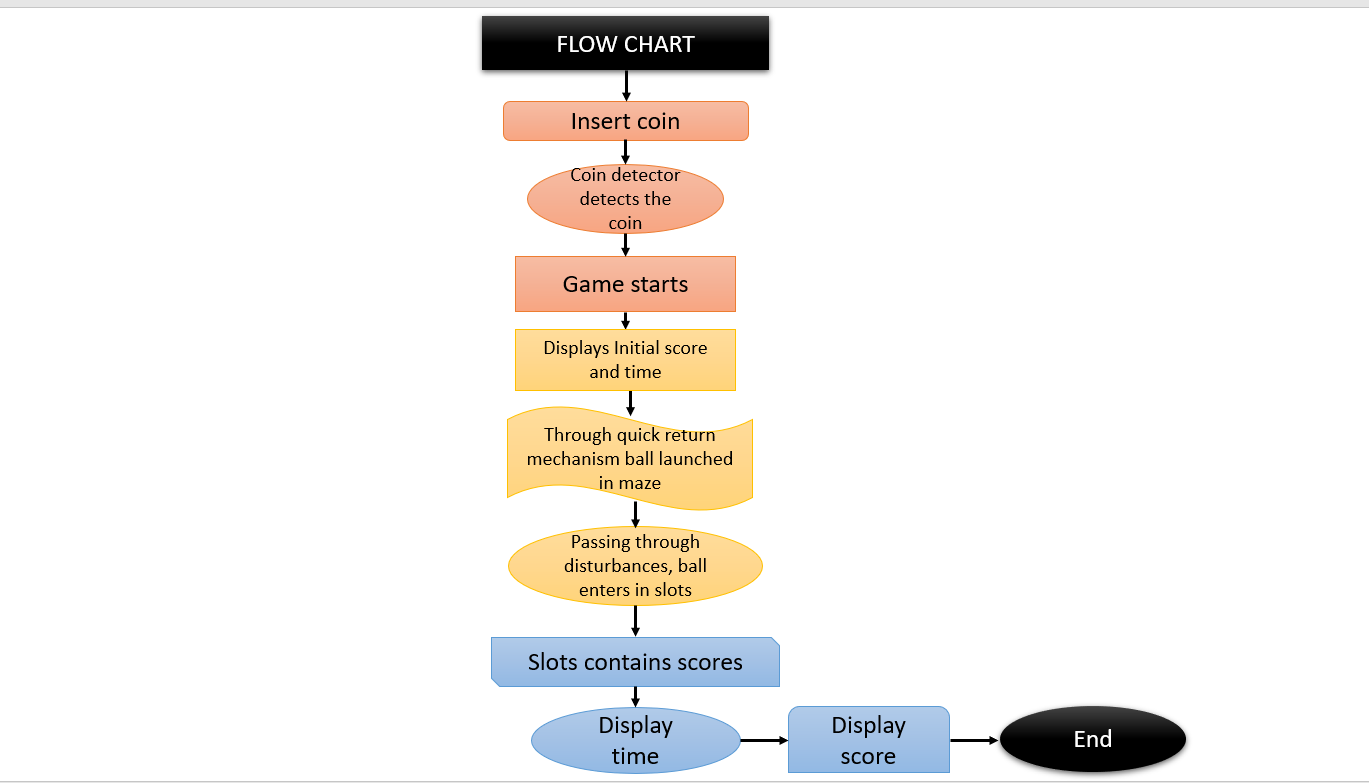 FLOW CHART
Insert coin
Coin detector
detects the
coin
Game starts
Displays Initial score
and time
Through quick return
mechanism ball launched
in maze
Passing through
disturbances, ball
enters in slots
Slots contains scores
Display
time
Display
score
End